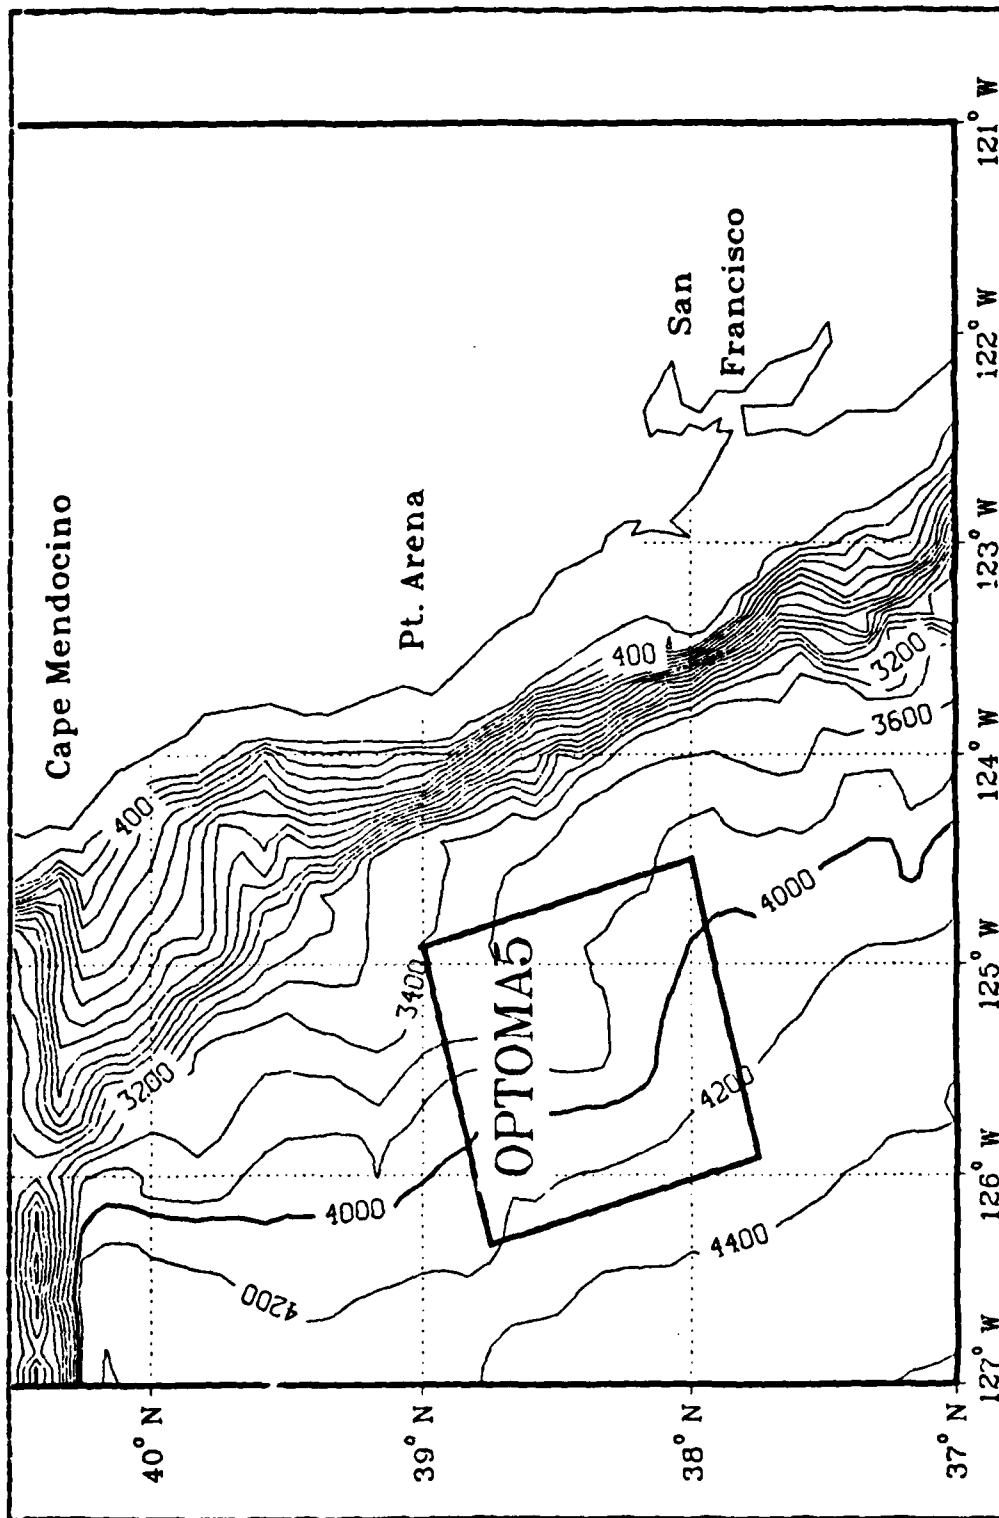 Cape Mendocino
Pt. Arena
San
Francisco
400
400
3200
3200
3400
3600
4000
4000
4200
4200
4400
OPTOMA5
40° N
39° N
38° N
37° N
127° W
126° W
125° W
124° W
123° W
122° W
121° W